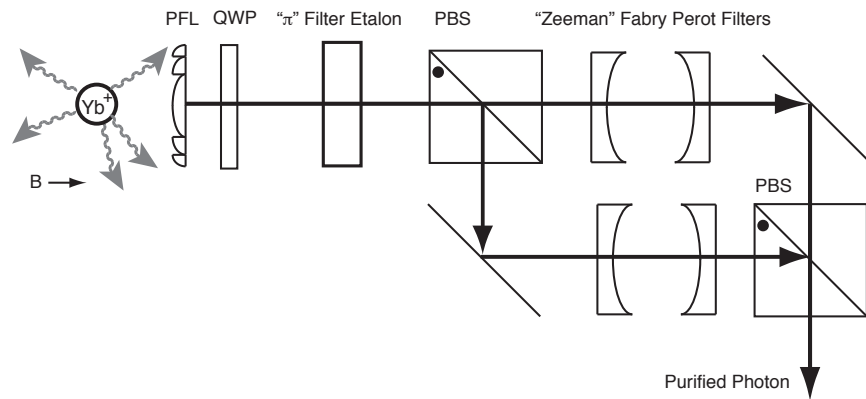 PFL QWP “π” Filter Etalon PBS “Zeeman” Fabry Perot Filters
Yb+
B
PBS
Purified Photon